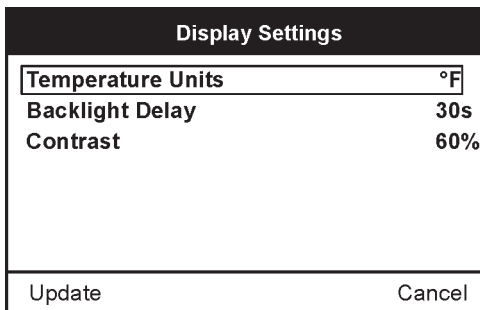 Display Settings
Temperature Units °F
Backlight Delay 30s
Contrast 60%
Update Cancel